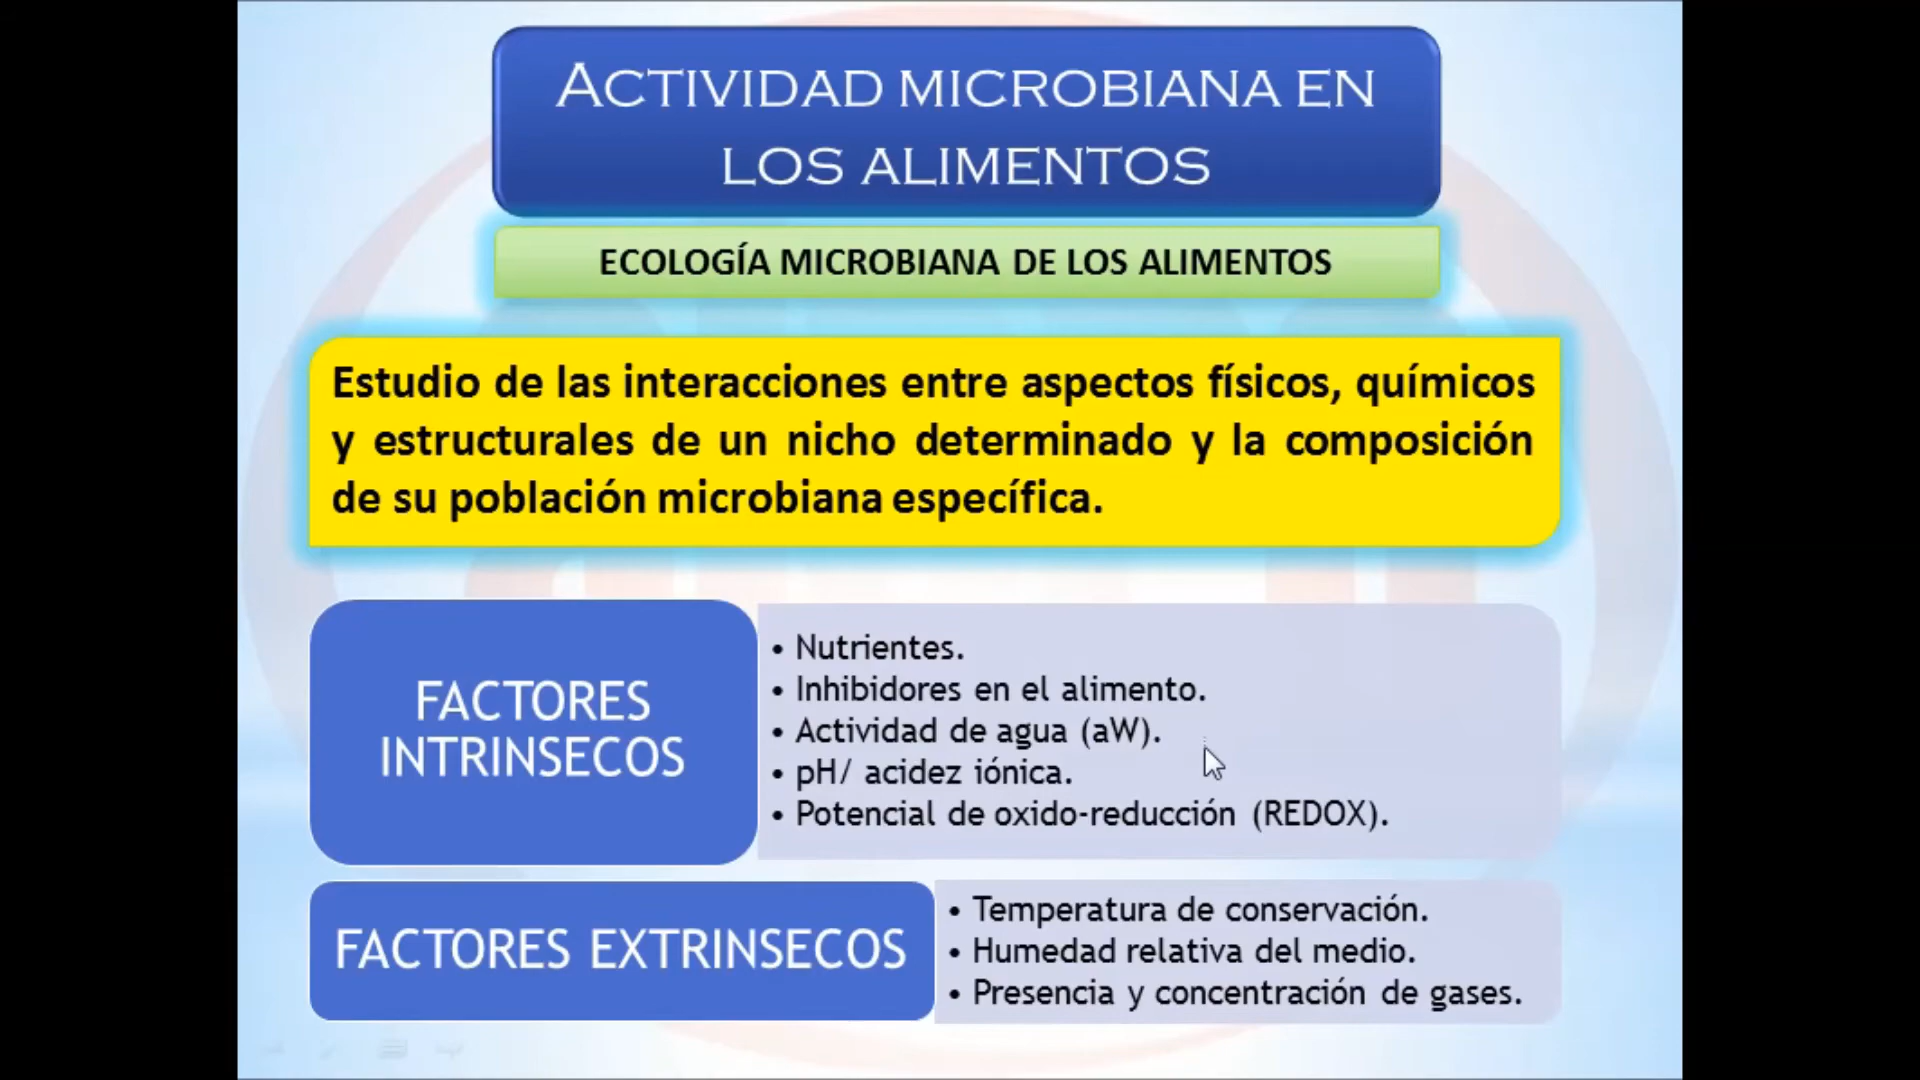 ACTIVIDAD MICROBIANA EN
LOS ALIMENTOS
ECOLOGÍA MICROBIANA DE LOS ALIMENTOS
Estudio de las interacciones entre aspectos físicos, químicos
y estructurales de un nicho determinado y la composición
de su población microbiana específica.
FACTORES
INTRINSECOS
• Nutrientes.
• Inhibidores en el alimento.
• Actividad de agua (aW).
• pH/ acidez iónica.
• Potencial de oxido-reducción (REDOX).
FACTORES EXTRINSECOS
• Temperatura de conservación.
• Humedad relativa del medio.
• Presencia y concentración de gases.